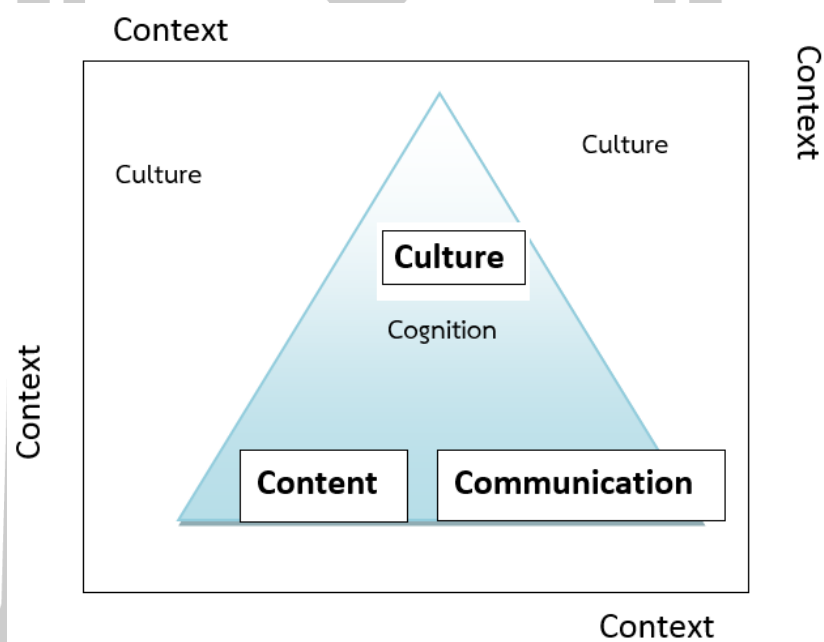 Context
Context
Culture
Culture
Culture
Cognition
Context
Content
Communication
Context